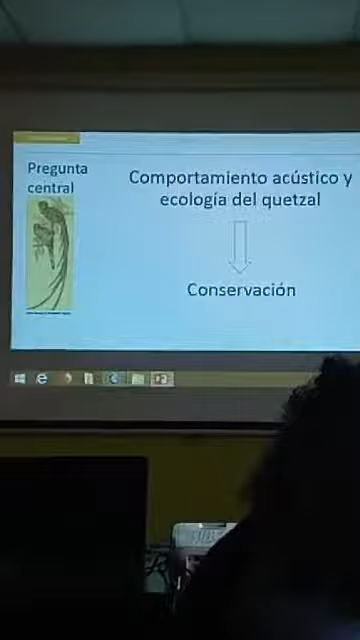 Pregunta
central
Comportamiento acústico y
ecología del quetzal
Conservación